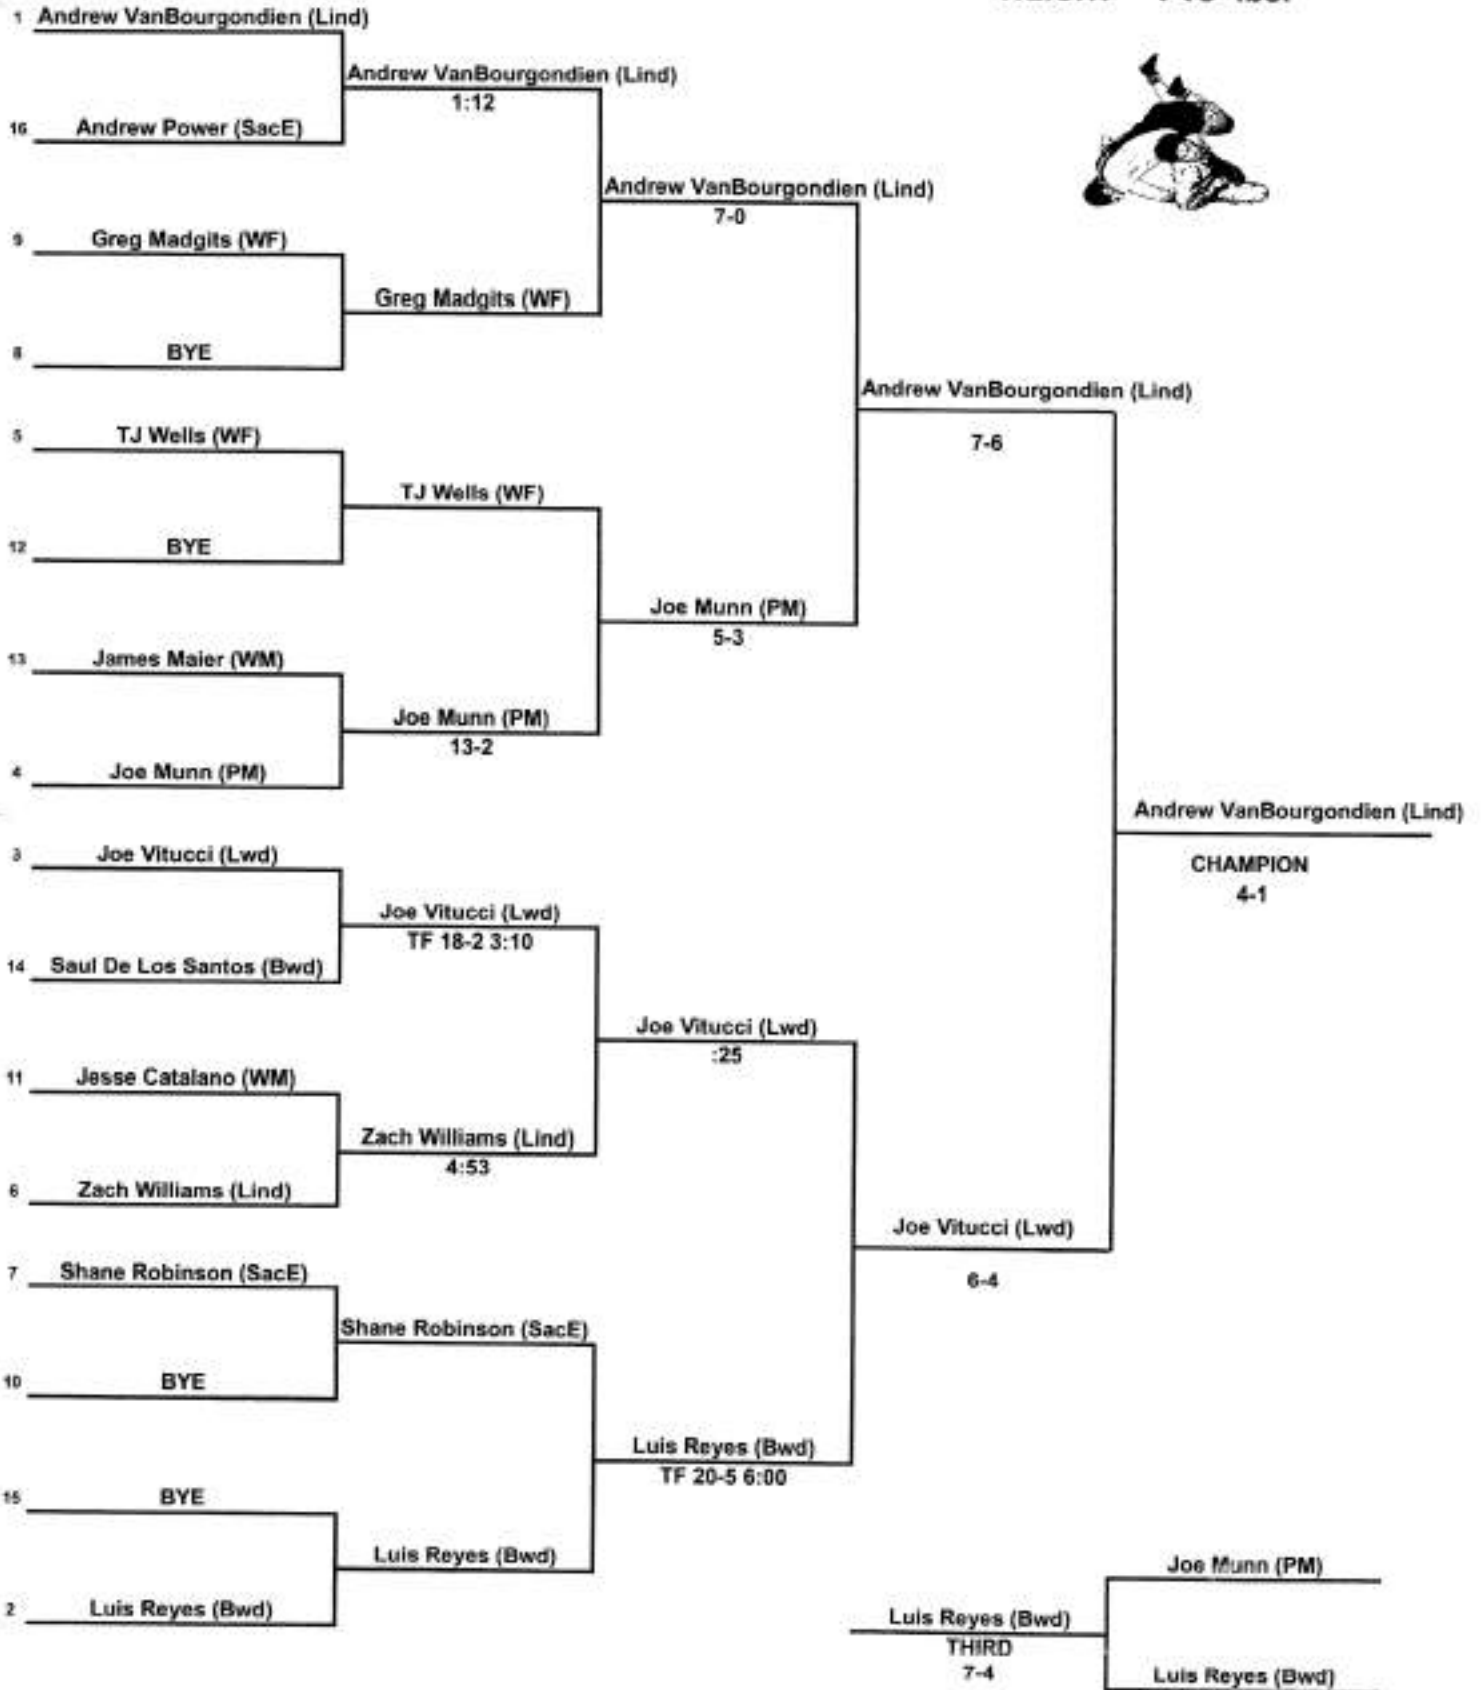 1 Andrew VanBourgondien (Lind)
Andrew VanBourgondien (Lind)
1:12
16 Andrew Power (SacE)
Andrew VanBourgondien (Lind)
7-0
9 Greg Madgits (WF)
Greg Madgits (WF)
8 BYE
Andrew VanBourgondien (Lind)
7-6
5 TJ Wells (WF)
TJ Wells (WF)
12 BYE
Joe Munn (PM)
5-3
13 James Maier (WM)
Joe Munn (PM)
13-2
4 Joe Munn (PM)
Andrew VanBourgondien (Lind)
CHAMPION
4-1
3 Joe Vitucci (Lwd)
Joe Vitucci (Lwd)
TF 18-2 3:10
14 Saul De Los Santos (Bwd)
Joe Vitucci (Lwd)
:25
11 Jesse Catalano (WM)
Zach Williams (Lind)
4:53
6 Zach Williams (Lind)
Joe Vitucci (Lwd)
6-4
7 Shane Robinson (SacE)
Shane Robinson (SacE)
10 BYE
Luis Reyes (Bwd)
TF 20-5 6:00
15 BYE
Luis Reyes (Bwd)
2 Luis Reyes (Bwd)
Joe Munn (PM)
Luis Reyes (Bwd)
THIRD
7-4
Luis Reyes (Bwd)